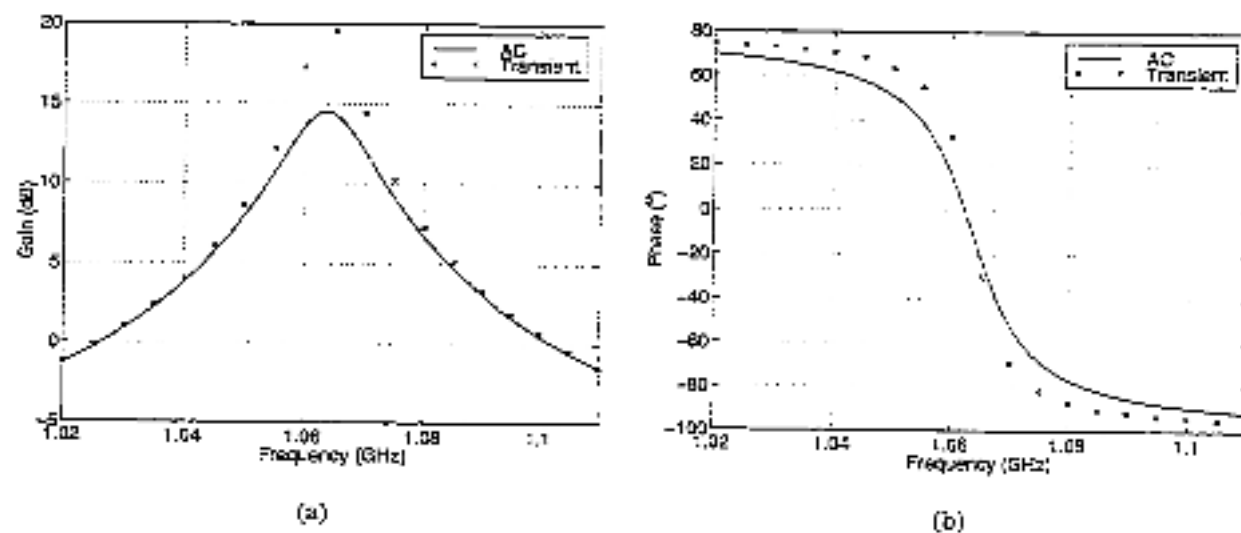 20
15
10
5
0
−5
Gain (dB)
AC
Transient
1.02
1.04
1.06
1.08
1.1
Frequency (GHz)
(a)
80
60
40
20
0
−20
−40
−60
−80
−100
Phase (°)
AC
Transient
1.02
1.04
1.06
1.08
1.1
Frequency (GHz)
(b)